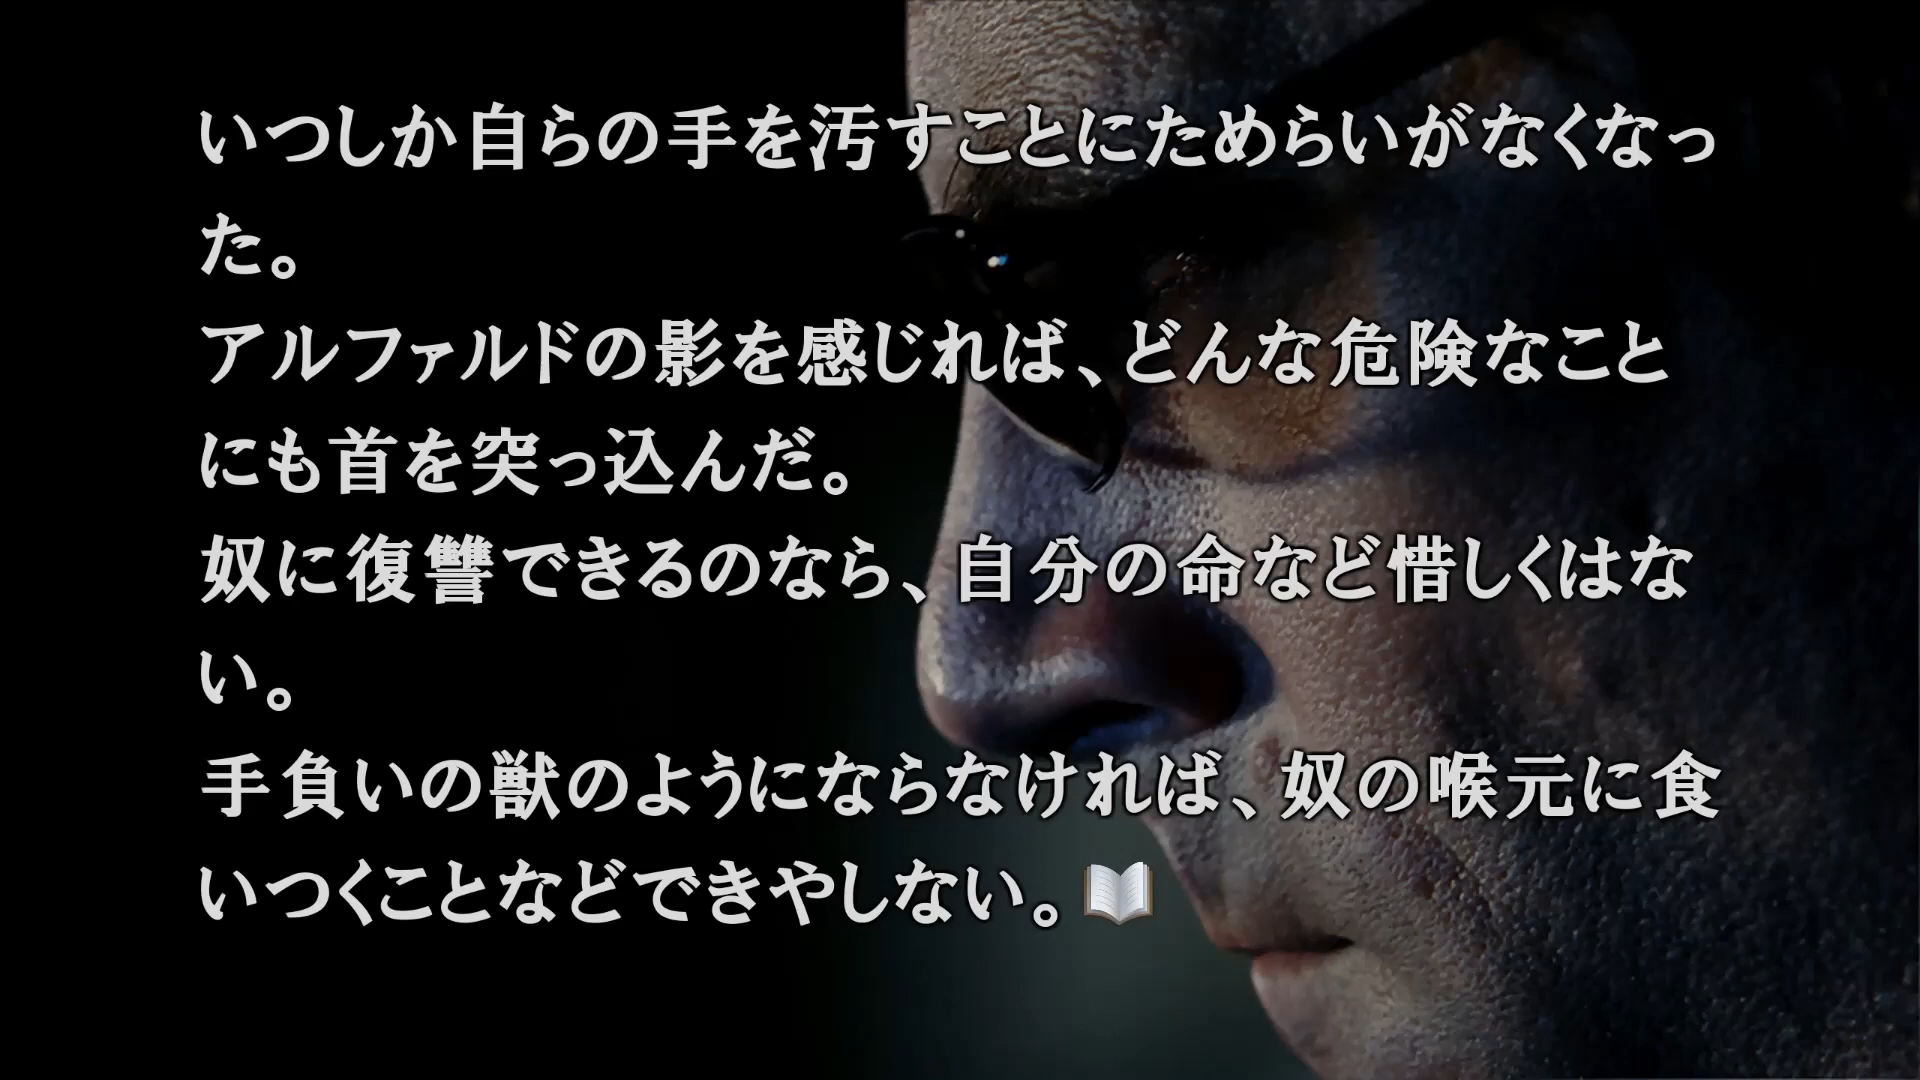 いつしか自らの手を汚すことにためらいがなくなっ
た。
アルファルドの影を感じれば、どんな危険なこと
にも首を突っ込んだ。
奴に復讐できるのなら、自分の命など惜しくはな
い。
手負いの獣のようにならなければ、奴の喉元に食
いつくことなどできやしない。